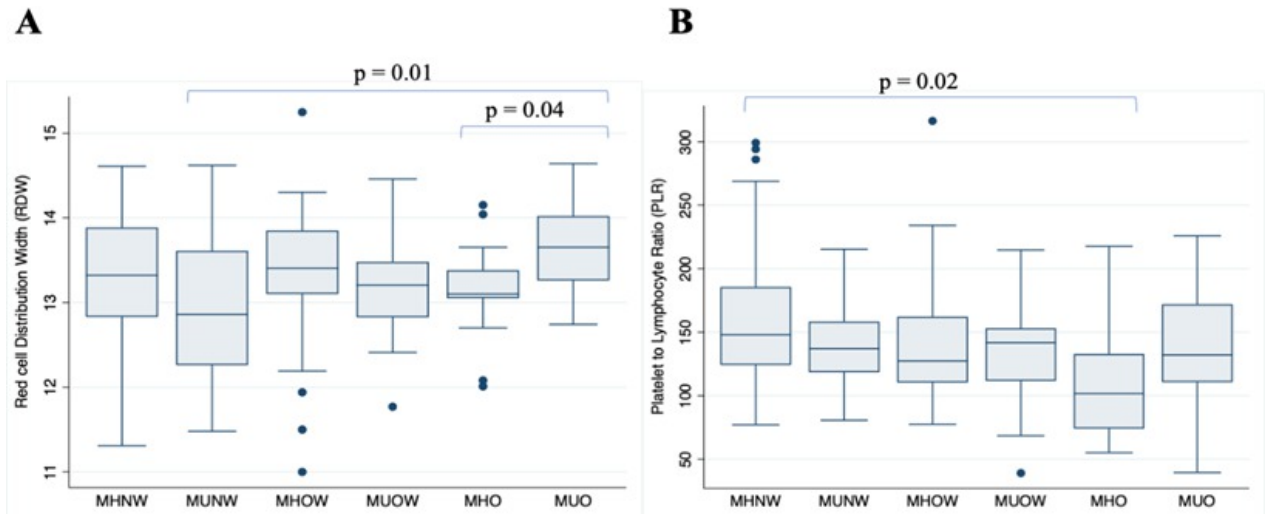 A
B
p = 0.01
p = 0.04
p = 0.02
Red cell Distribution Width (RDW)
15
14
13
12
11
MHNW MUNW MHOW MUOW MHO MUO
Platelet to Lymphocyte Ratio (PLR)
300
250
200
150
100
50
MHNW MUNW MHOW MUOW MHO MUO